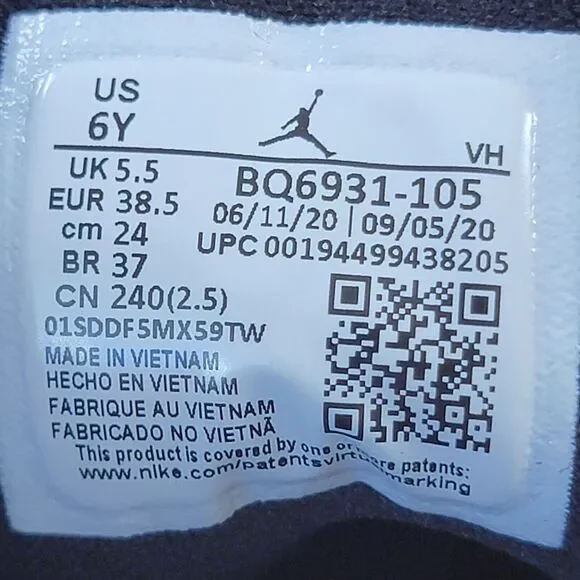 US
6Y
VH
UK 5.5
EUR 38.5
cm 24
BR 37
CN 240(2.5)
BQ6931-105
06/11/20 | 09/05/20
UPC 00194499438205
01SDDF5MX59TW
MADE IN VIETNAM
HECHO EN VIETNAM
FABRIQUE AU VIETNAM
FABRICADO NO VIETNÃ
This product is covered by one or more patents:
www.nike.com/patentsvirtualmarking